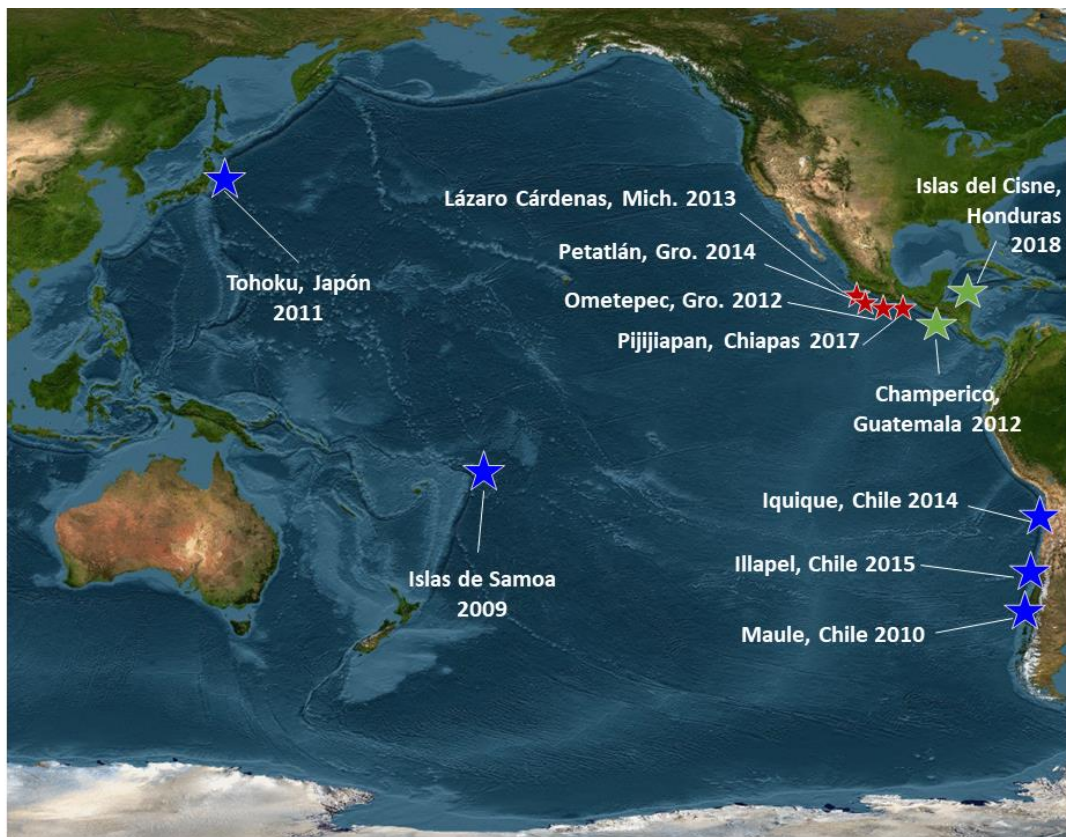 Lázaro Cárdenas, Mich. 2013
Petatlán, Gro. 2014
Ometepec, Gro. 2012
Pijijiapan, Chiapas 2017
Islas del Cisne,
Honduras
2018
Tohoku, Japón
2011
Champerico,
Guatemala 2012
Islas de Samoa
2009
Iquique, Chile 2014
Illapel, Chile 2015
Maule, Chile 2010